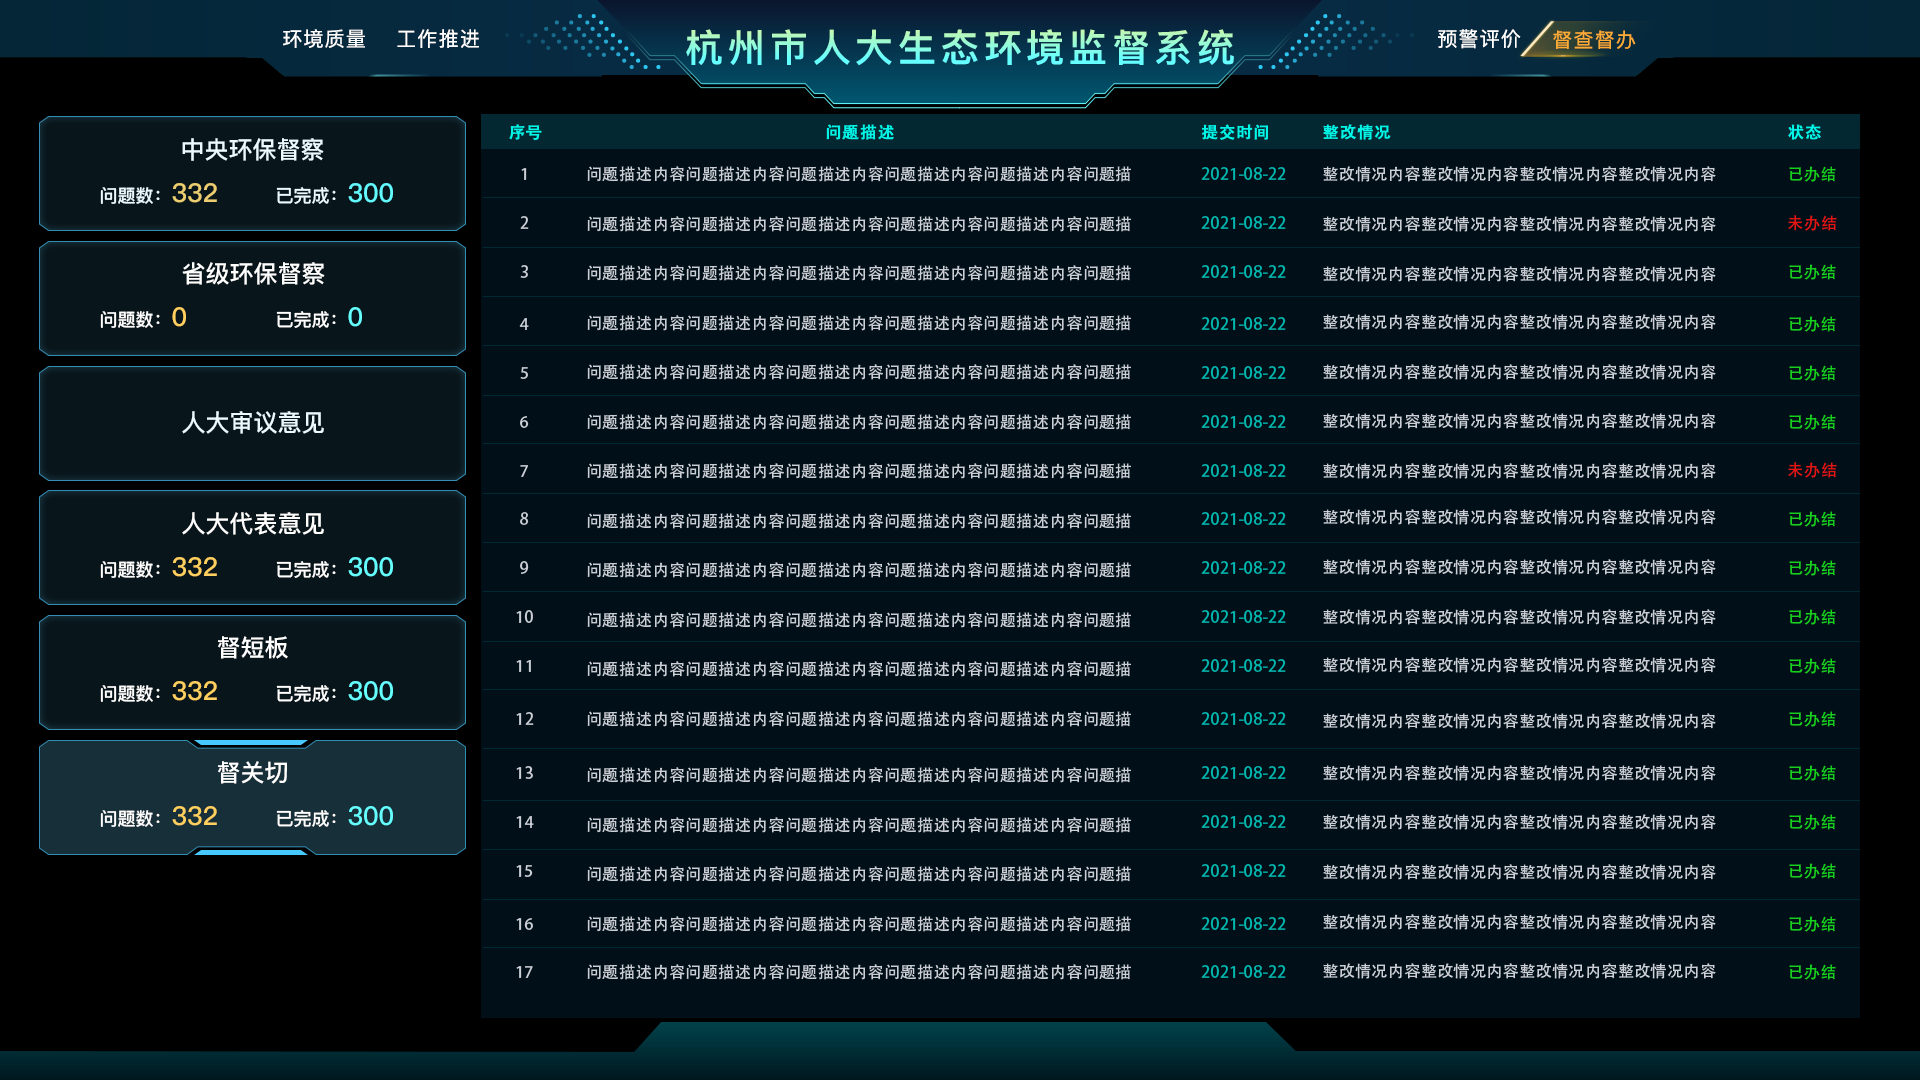 环境质量 工作推进 杭州市人大生态环境监督系统 预警评价 督查督办
中央环保督察
问题数：332 已完成：300
省级环保督察
问题数：0 已完成：0
人大审议意见
人大代表意见
问题数：332 已完成：300
督短板
问题数：332 已完成：300
督关切
问题数：332 已完成：300
序号 问题描述 提交时间 整改情况 状态
1 问题描述内容问题描述内容问题描述内容问题描述内容问题描述内容问题描 2021-08-22 整改情况内容整改情况内容整改情况内容整改情况内容 已办结
2 问题描述内容问题描述内容问题描述内容问题描述内容问题描述内容问题描 2021-08-22 整改情况内容整改情况内容整改情况内容整改情况内容 未办结
3 问题描述内容问题描述内容问题描述内容问题描述内容问题描述内容问题描 2021-08-22 整改情况内容整改情况内容整改情况内容整改情况内容 已办结
4 问题描述内容问题描述内容问题描述内容问题描述内容问题描述内容问题描 2021-08-22 整改情况内容整改情况内容整改情况内容整改情况内容 已办结
5 问题描述内容问题描述内容问题描述内容问题描述内容问题描述内容问题描 2021-08-22 整改情况内容整改情况内容整改情况内容整改情况内容 已办结
6 问题描述内容问题描述内容问题描述内容问题描述内容问题描述内容问题描 2021-08-22 整改情况内容整改情况内容整改情况内容整改情况内容 已办结
7 问题描述内容问题描述内容问题描述内容问题描述内容问题描述内容问题描 2021-08-22 整改情况内容整改情况内容整改情况内容整改情况内容 未办结
8 问题描述内容问题描述内容问题描述内容问题描述内容问题描述内容问题描 2021-08-22 整改情况内容整改情况内容整改情况内容整改情况内容 已办结
9 问题描述内容问题描述内容问题描述内容问题描述内容问题描述内容问题描 2021-08-22 整改情况内容整改情况内容整改情况内容整改情况内容 已办结
10 问题描述内容问题描述内容问题描述内容问题描述内容问题描述内容问题描 2021-08-22 整改情况内容整改情况内容整改情况内容整改情况内容 已办结
11 问题描述内容问题描述内容问题描述内容问题描述内容问题描述内容问题描 2021-08-22 整改情况内容整改情况内容整改情况内容整改情况内容 已办结
12 问题描述内容问题描述内容问题描述内容问题描述内容问题描述内容问题描 2021-08-22 整改情况内容整改情况内容整改情况内容整改情况内容 已办结
13 问题描述内容问题描述内容问题描述内容问题描述内容问题描述内容问题描 2021-08-22 整改情况内容整改情况内容整改情况内容整改情况内容 已办结
14 问题描述内容问题描述内容问题描述内容问题描述内容问题描述内容问题描 2021-08-22 整改情况内容整改情况内容整改情况内容整改情况内容 已办结
15 问题描述内容问题描述内容问题描述内容问题描述内容问题描述内容问题描 2021-08-22 整改情况内容整改情况内容整改情况内容整改情况内容 已办结
16 问题描述内容问题描述内容问题描述内容问题描述内容问题描述内容问题描 2021-08-22 整改情况内容整改情况内容整改情况内容整改情况内容 已办结
17 问题描述内容问题描述内容问题描述内容问题描述内容问题描述内容问题描 2021-08-22 整改情况内容整改情况内容整改情况内容整改情况内容 已办结